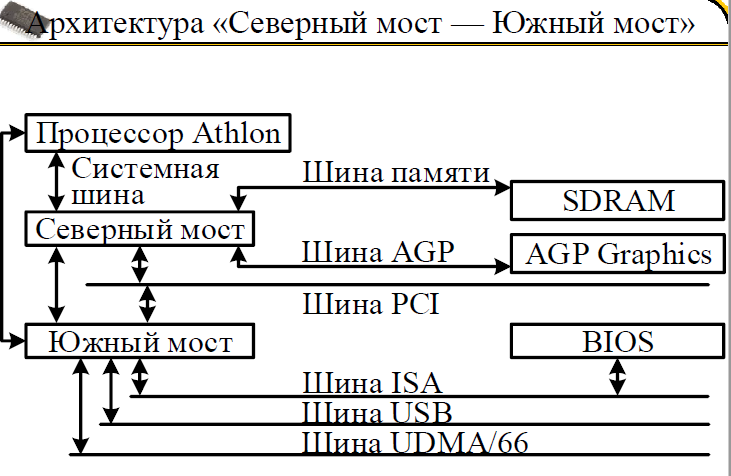 Архитектура «Северный мост — Южный мост»
Процессор Athlon
Системная
шина
Шина памяти
SDRAM
Северный мост
Шина AGP
AGP Graphics
Шина PCI
Южный мост
BIOS
Шина ISA
Шина USB
Шина UDMA/66